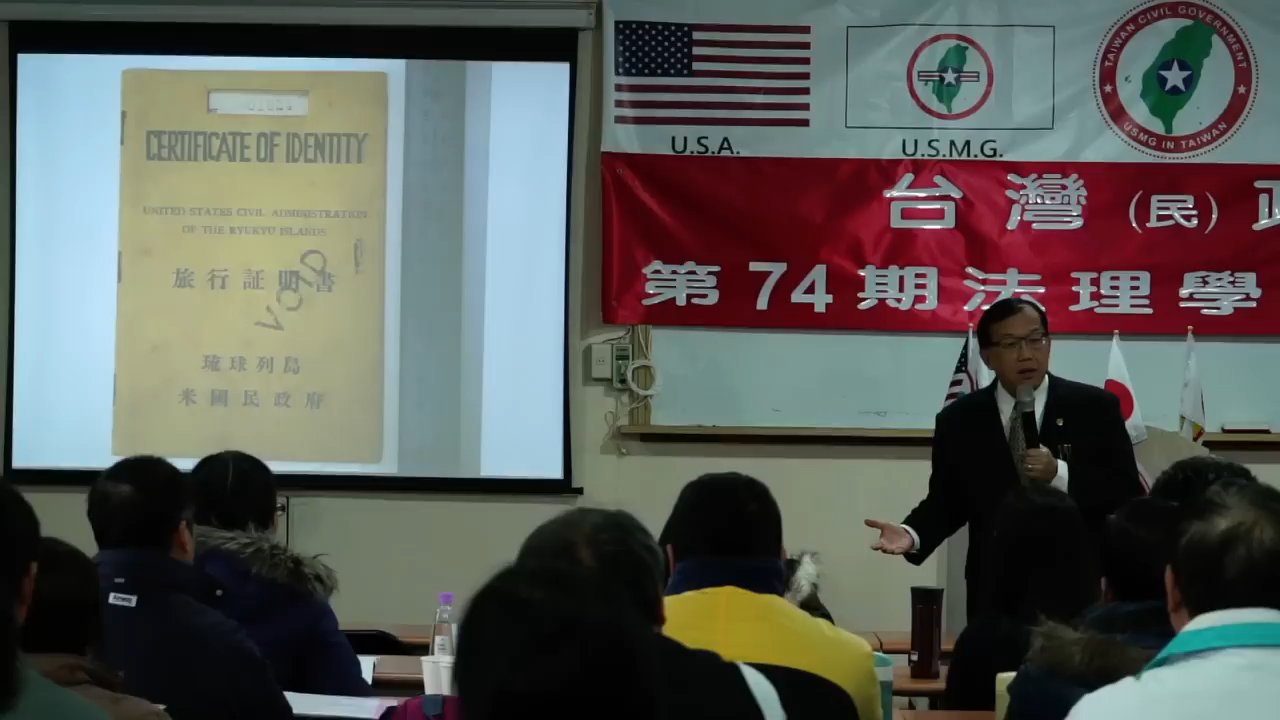 CERTIFICATE OF IDENTITY
UNITED STATES CIVIL ADMINISTRATION
OF THE RYUKYU ISLANDS
旅行証明書
VOID
琉球列島
米國民政府
U.S.A.
U.S.M.G.
TAIWAN CIVIL GOVERNMENT
USMG IN TAIWAN
台灣(民)政
第74期法理學